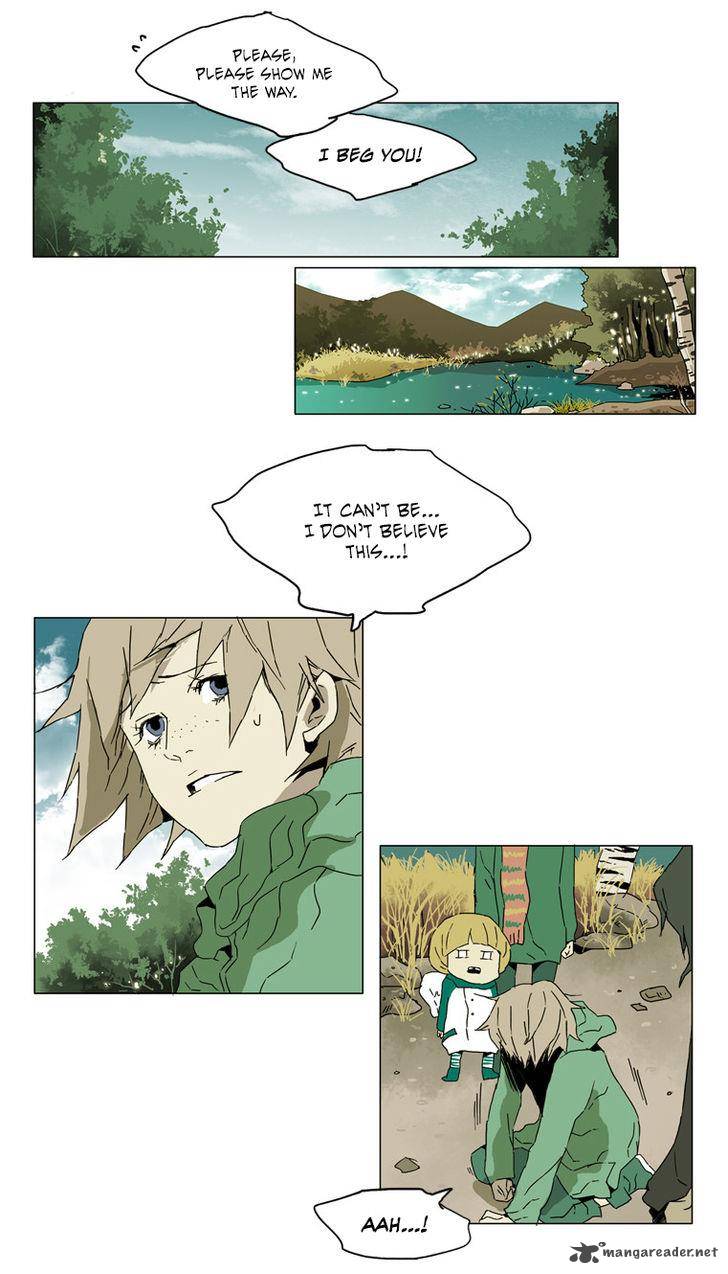 PLEASE,
PLEASE SHOW ME
THE WAY.
I BEG YOU!
IT CAN'T BE...
I DON'T BELIEVE
THIS...!
AAH...!
mangareader.net